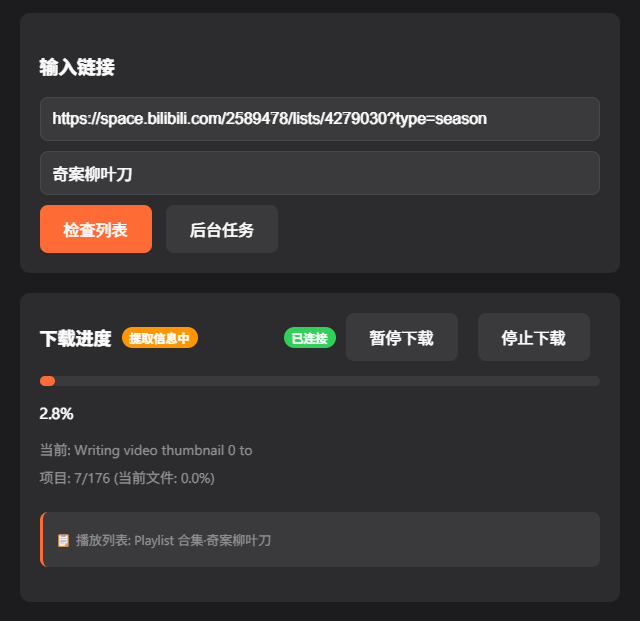 输入链接
https://space.bilibili.com/2589478/lists/4279030?type=season
奇案柳叶刀
检查列表 后台任务
下载进度 提取信息中 已连接 暂停下载 停止下载
2.8%
当前: Writing video thumbnail 0 to
项目: 7/176 (当前文件: 0.0%)
📋 播放列表: Playlist 合集·奇案柳叶刀